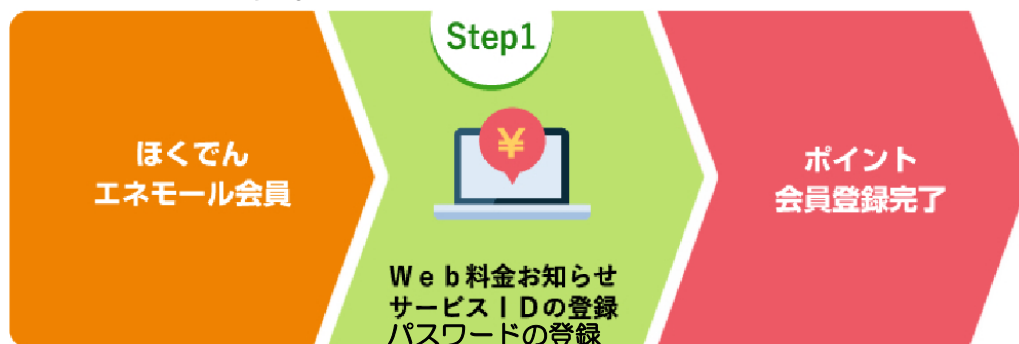 ほくでん
エネモール会員
Step1
¥
Ｗｅｂ料金お知らせ
サービスＩＤの登録
パスワードの登録
ポイント
会員登録完了